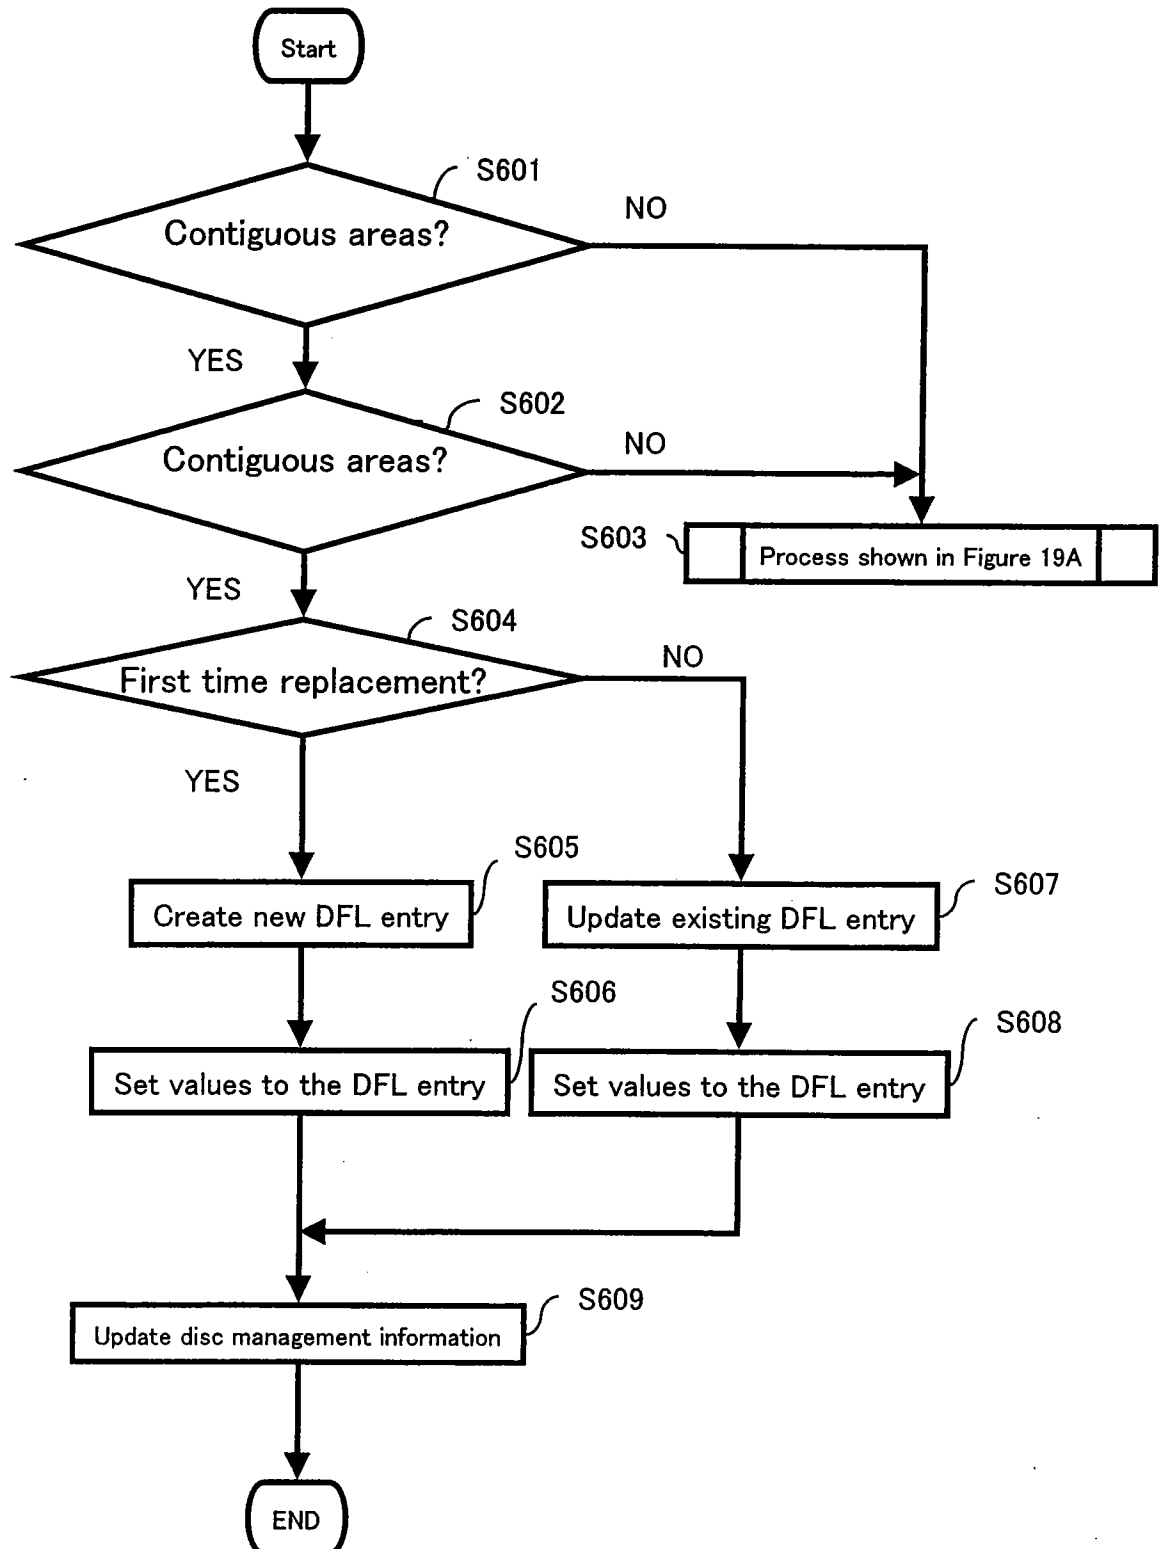 Start
S601
Contiguous areas?
NO
YES
S602
Contiguous areas?
NO
S603
Process shown in Figure 19A
YES
S604
First time replacement?
NO
YES
S605
Create new DFL entry
S607
Update existing DFL entry
S606
Set values to the DFL entry
S608
Set values to the DFL entry
S609
Update disc management information
END